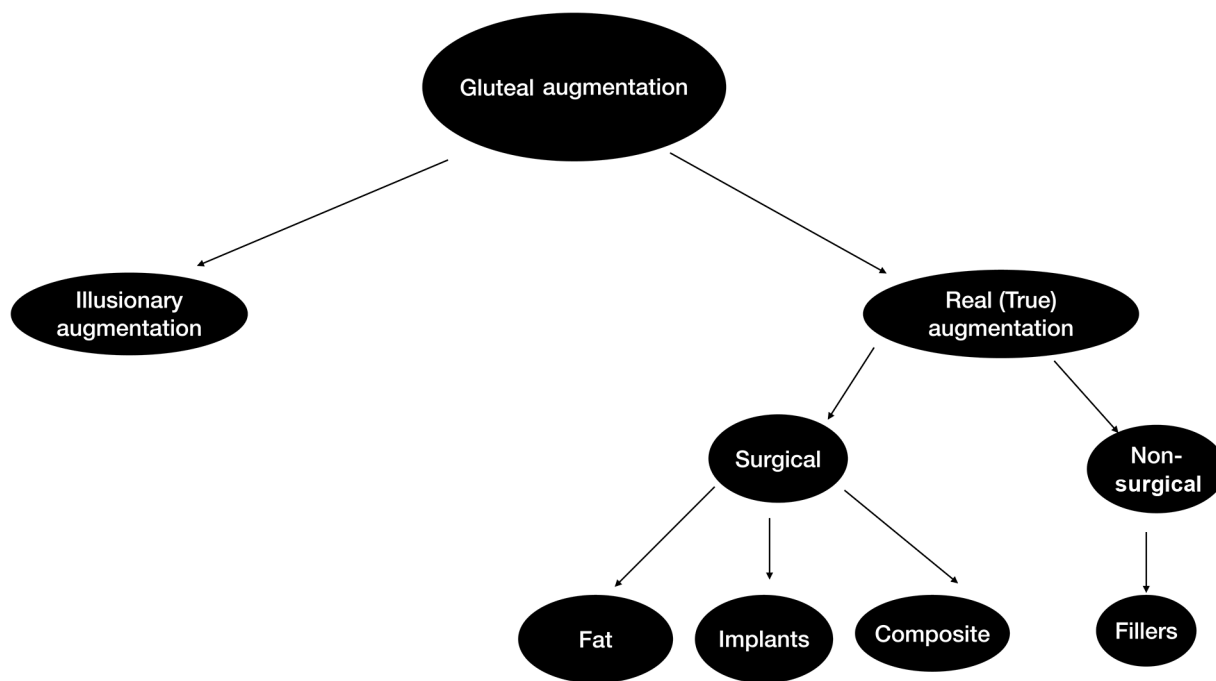 Gluteal augmentation
Illusionary
augmentation
Real (True)
augmentation
Surgical
Non-
surgical
Fat
Implants
Composite
Fillers